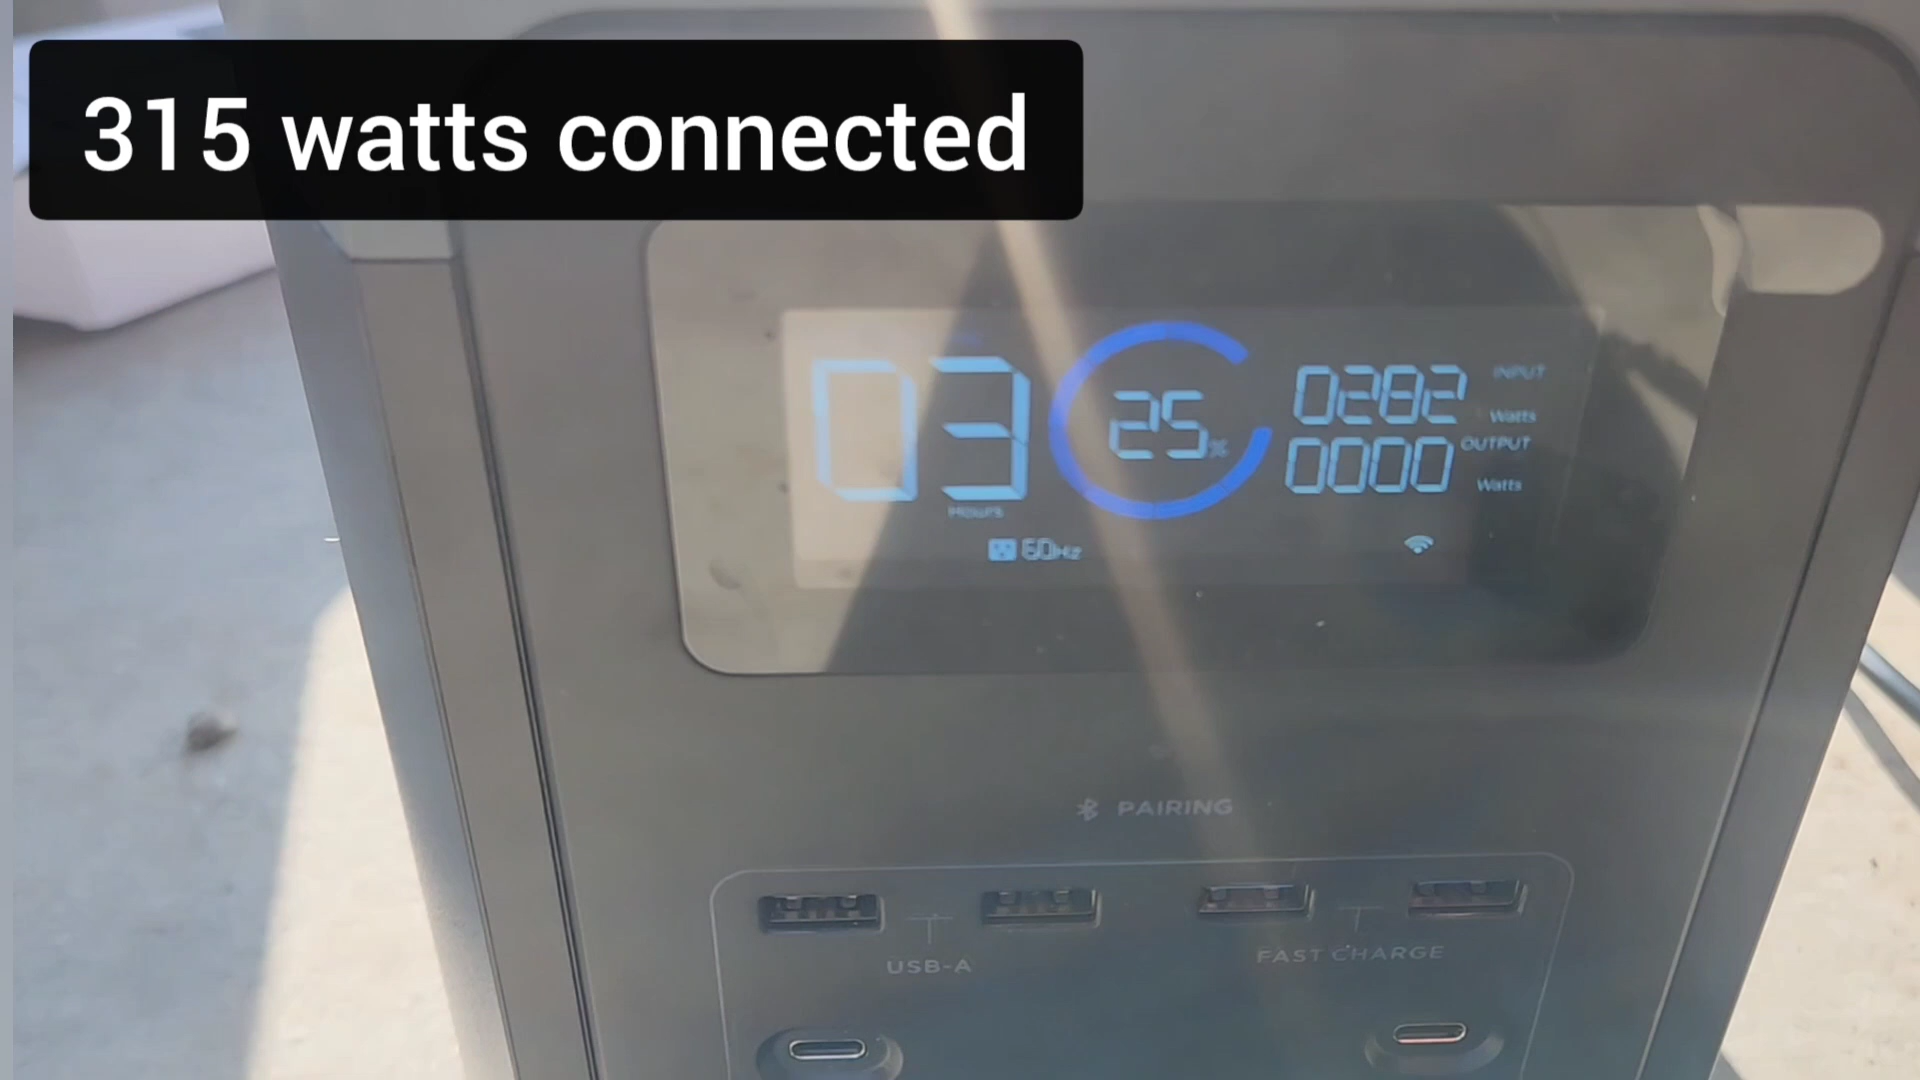 315 watts connected
03
Hours
25%
0282 INPUT
Watts
0000 OUTPUT
Watts
60Hz
PAIRING
USB-A
FAST CHARGE